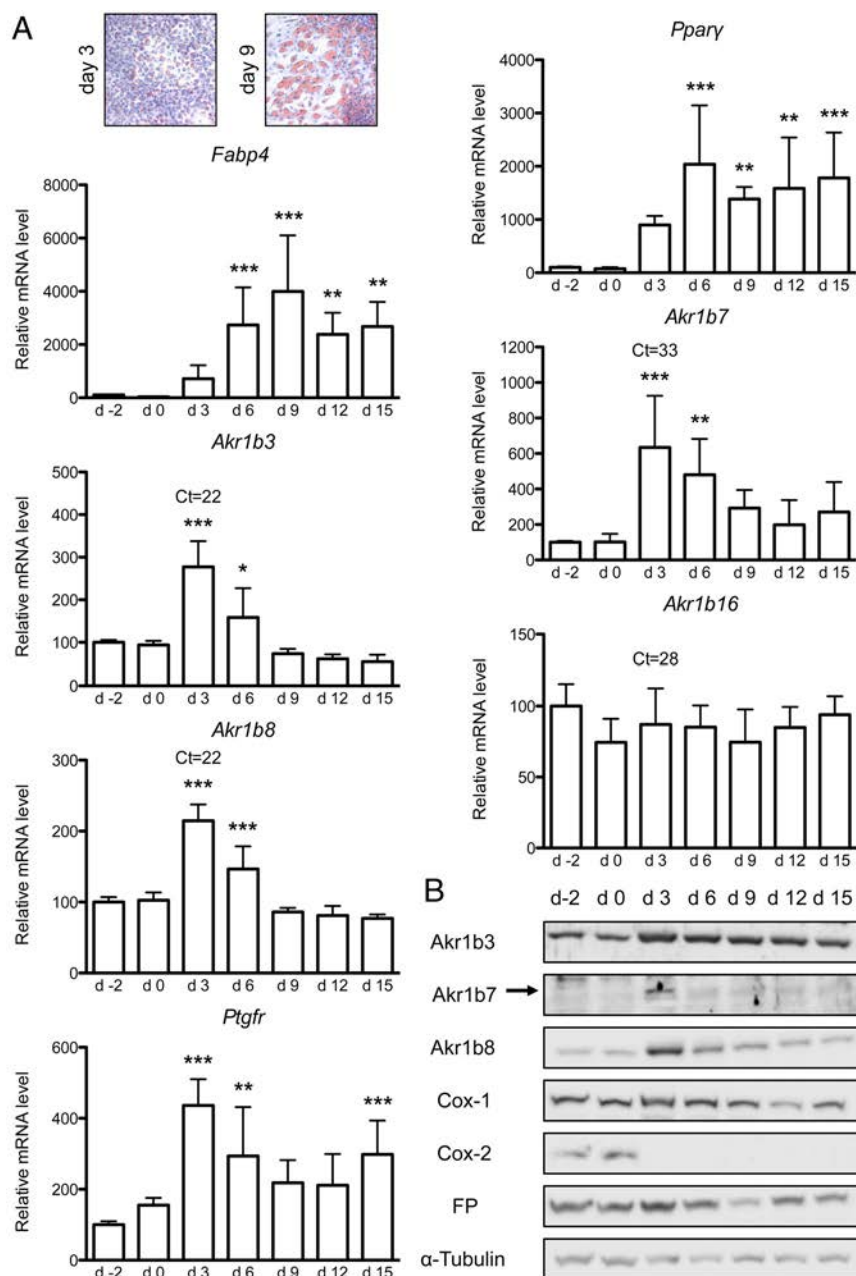 A
day 3
day 9
Fabp4
Relative mRNA level
8000
6000
4000
2000
0
***
***
**
**
d -2 d 0 d 3 d 6 d 9 d 12 d 15
Akr1b3
Relative mRNA level
500
400
300
200
100
0
Ct=22
***
*
d -2 d 0 d 3 d 6 d 9 d 12 d 15
Akr1b8
Relative mRNA level
300
200
100
0
Ct=22
***
***
d -2 d 0 d 3 d 6 d 9 d 12 d 15
Ptgfr
Relative mRNA level
600
400
200
0
***
**
***
d -2 d 0 d 3 d 6 d 9 d 12 d 15
Pparγ
Relative mRNA level
4000
3000
2000
1000
0
***
**
**
***
d -2 d 0 d 3 d 6 d 9 d 12 d 15
Akr1b7
Relative mRNA level
1200
1000
800
600
400
200
0
Ct=33
***
**
d -2 d 0 d 3 d 6 d 9 d 12 d 15
Akr1b16
Relative mRNA level
150
100
50
0
Ct=28
d -2 d 0 d 3 d 6 d 9 d 12 d 15
B
d-2 d 0 d 3 d 6 d 9 d 12 d 15
Akr1b3
Akr1b7
Akr1b8
Cox-1
Cox-2
FP
α-Tubulin